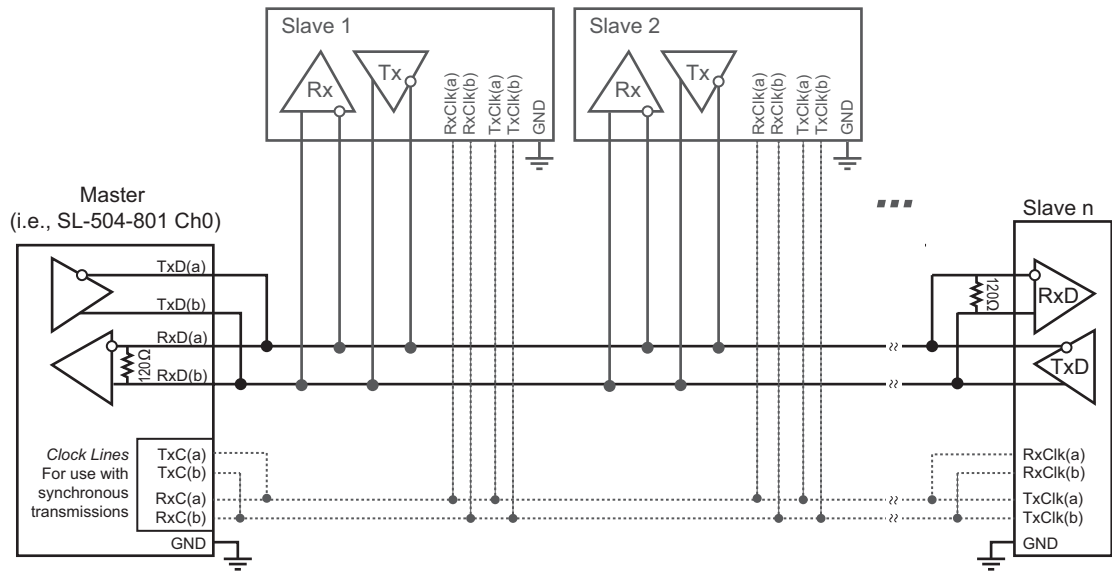 Slave 1
Rx
Tx
RxClk(a)
RxClk(b)
TxClk(a)
TxClk(b)
GND
Slave 2
Rx
Tx
RxClk(a)
RxClk(b)
TxClk(a)
TxClk(b)
GND
Master
(i.e., SL-504-801 Ch0)
TxD(a)
TxD(b)
RxD(a)
RxD(b)
120Ω
Clock Lines
For use with
synchronous
transmissions
TxC(a)
TxC(b)
RxC(a)
RxC(b)
GND
Slave n
120Ω
RxD
TxD
RxClk(a)
RxClk(b)
TxClk(a)
TxClk(b)
GND